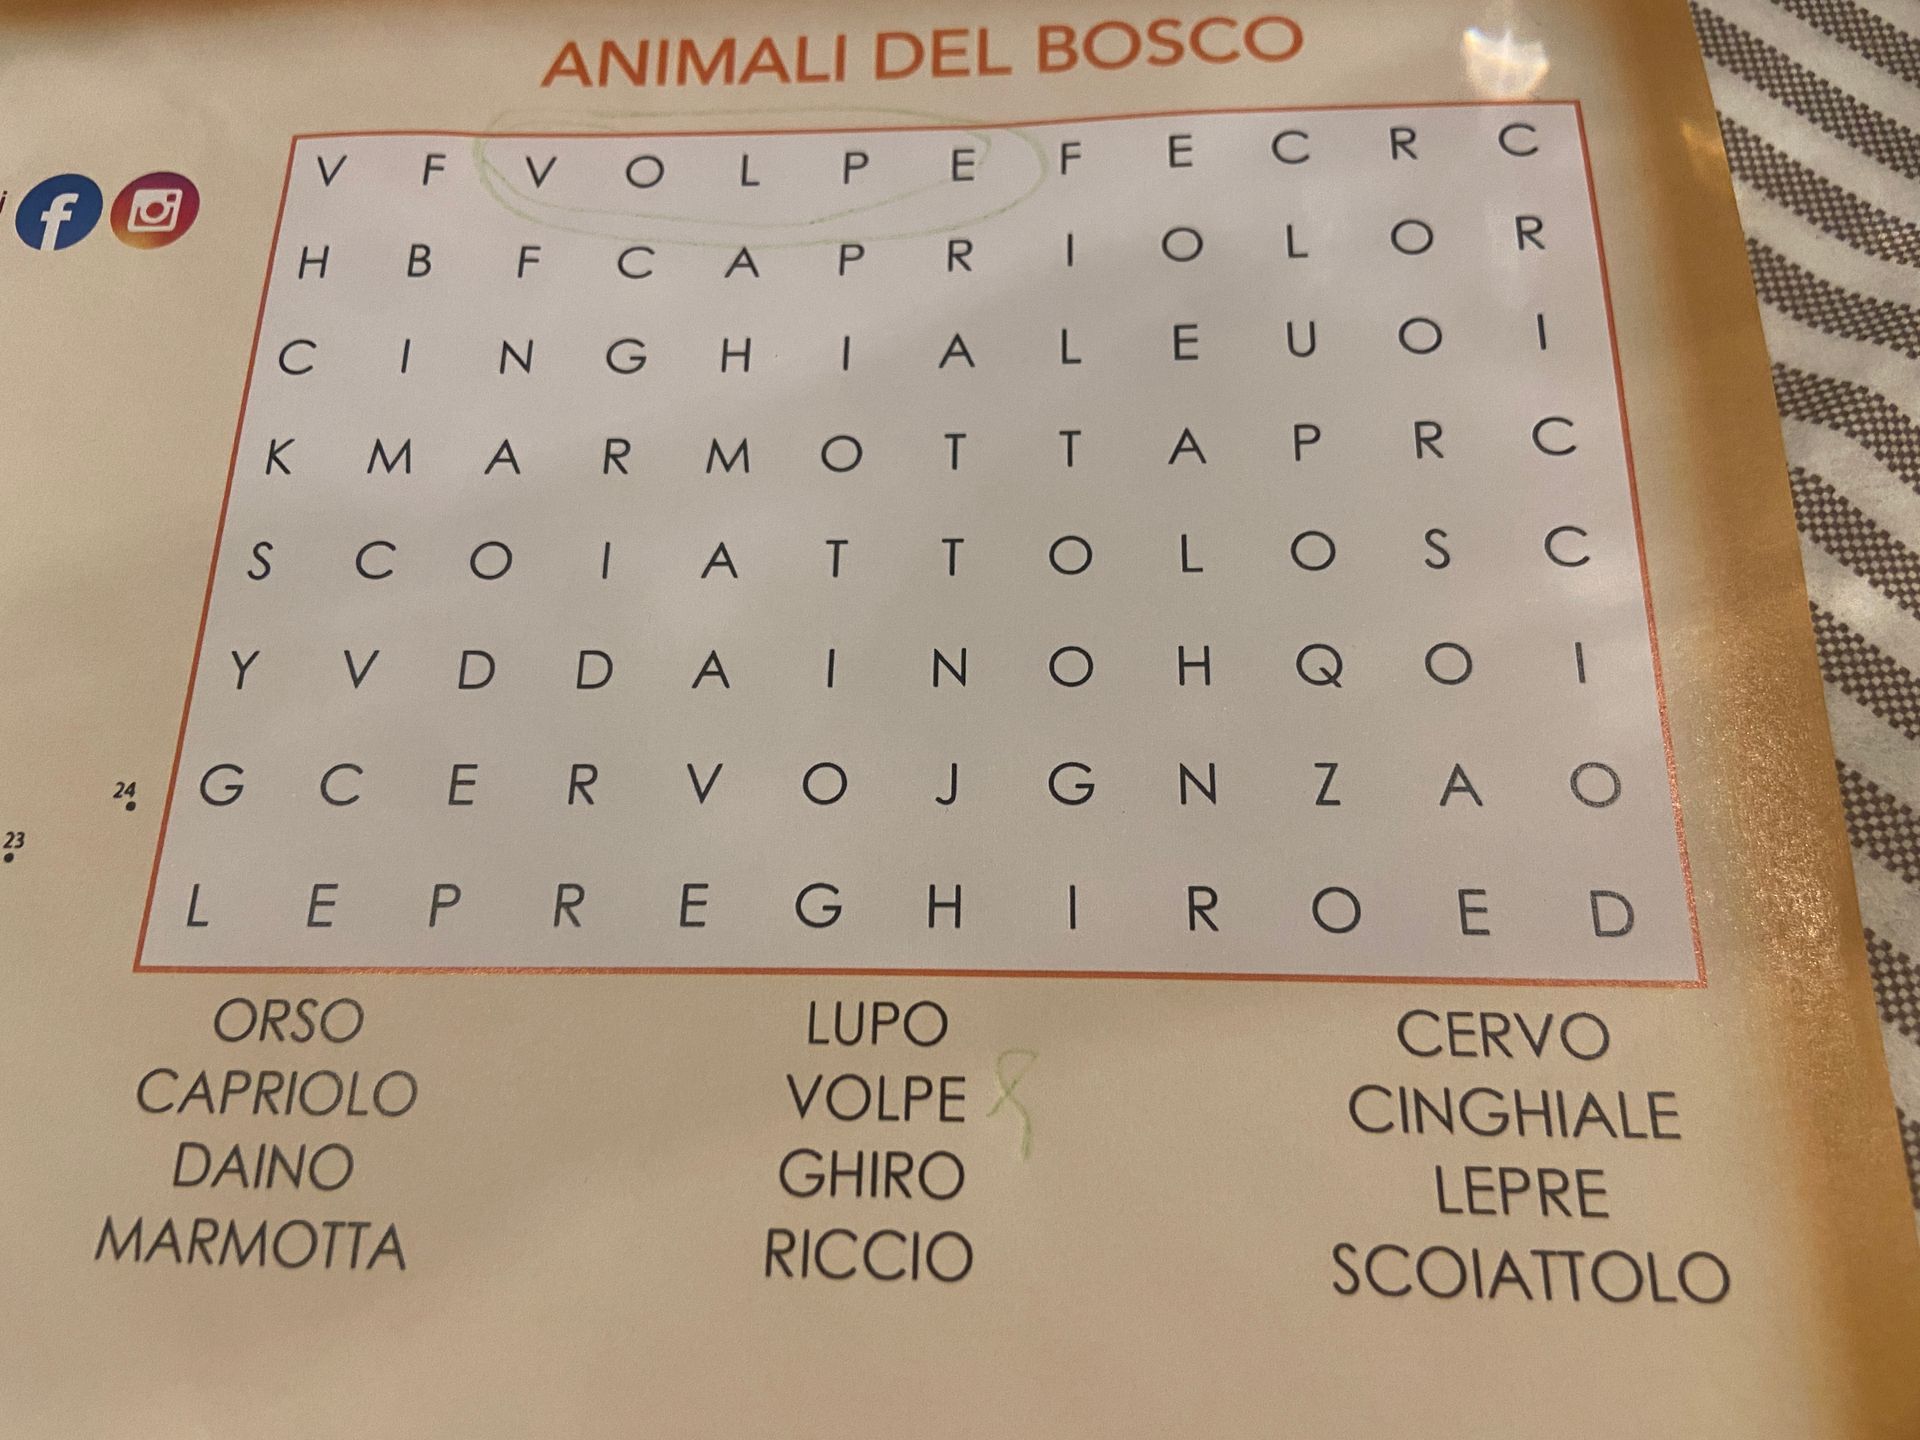 ANIMALI DEL BOSCO
V F V O L P E F E C R C
H B F C A P R I O L O R
C I N G H I A L E U O I
K M A R M O T T A P R C
S C O I A T T O L O S C
Y V D D A I N O H Q O I
G C E R V O J G N Z A O
L E P R E G H I R O E D
24
23
ORSO LUPO CERVO
CAPRIOLO VOLPE CINGHIALE
DAINO GHIRO LEPRE
MARMOTTA RICCIO SCOIATTOLO